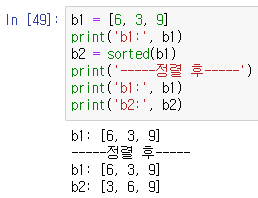 In [49]: b1 = [6, 3, 9]
print('b1:', b1)
b2 = sorted(b1)
print('-----정렬 후-----')
print('b1:', b1)
print('b2:', b2)
b1: [6, 3, 9]
-----정렬 후-----
b1: [6, 3, 9]
b2: [3, 6, 9]